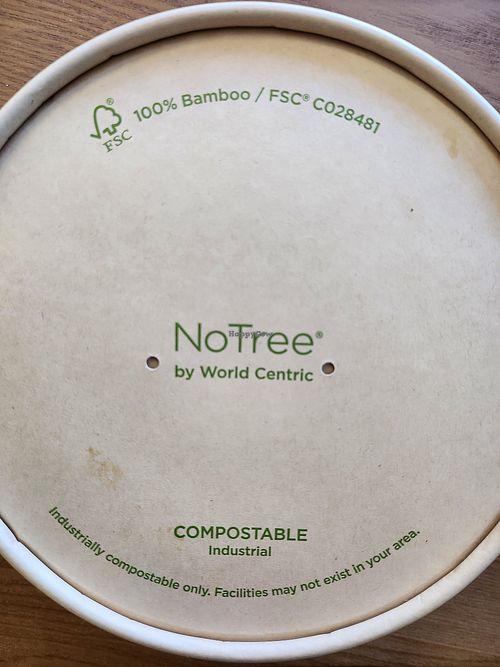 100% Bamboo / FSC® C028481
®
FSC
NoTree®
HappyCow
by World Centric
COMPOSTABLE
Industrial
Industrially compostable only. Facilities may not exist in your area.